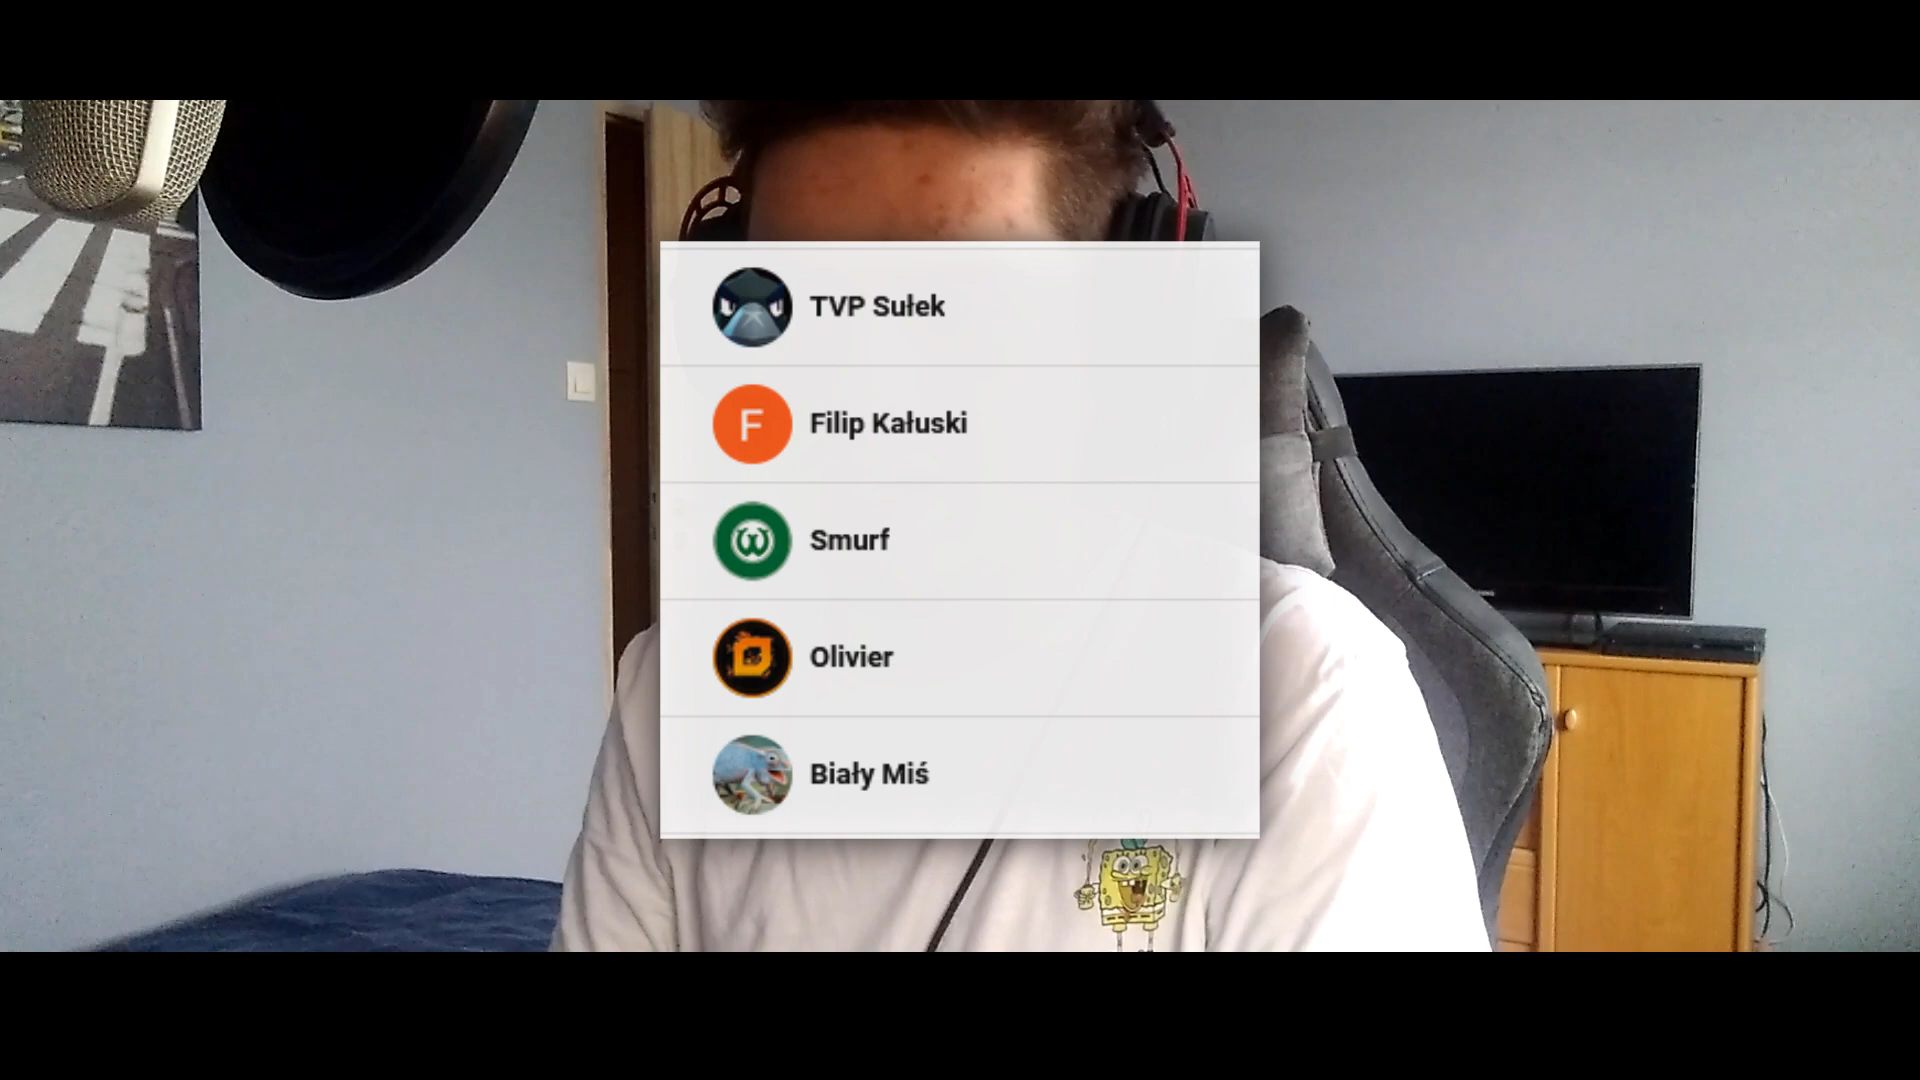 TVP Sułek
F
Filip Kałuski
Smurf
Olivier
Biały Miś